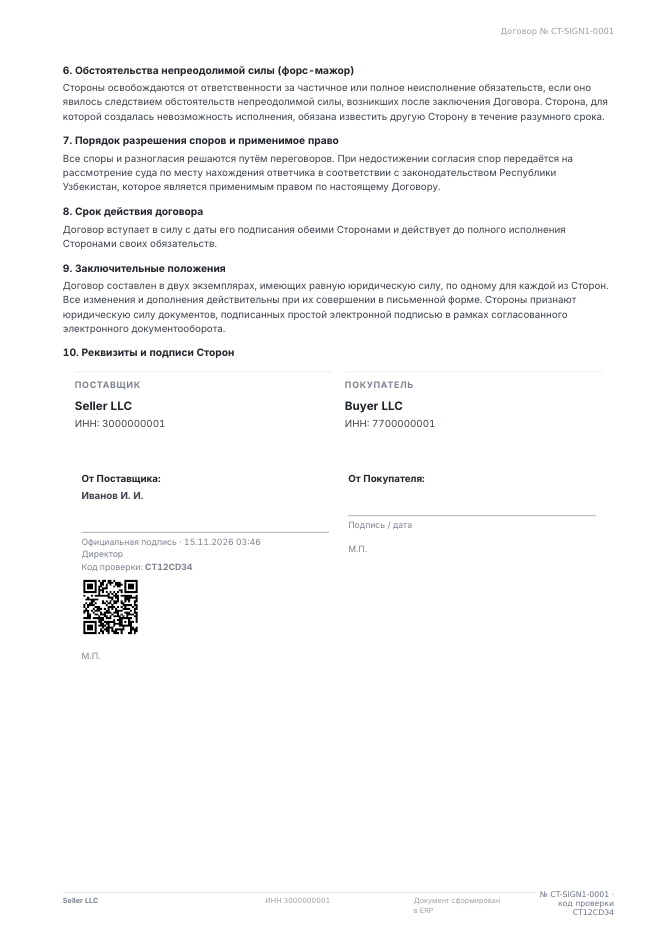 Договор № CT-SIGN1-0001
6. Обстоятельства непреодолимой силы (форс-мажор)
Стороны освобождаются от ответственности за частичное или полное неисполнение обязательств, если оно
явилось следствием обстоятельств непреодолимой силы, возникших после заключения Договора. Сторона, для
которой создалась невозможность исполнения, обязана известить другую Сторону в течение разумного срока.
7. Порядок разрешения споров и применимое право
Все споры и разногласия решаются путём переговоров. При недостижении согласия спор передаётся на
рассмотрение суда по месту нахождения ответчика в соответствии с законодательством Республики
Узбекистан, которое является применимым правом по настоящему Договору.
8. Срок действия договора
Договор вступает в силу с даты его подписания обеими Сторонами и действует до полного исполнения
Сторонами своих обязательств.
9. Заключительные положения
Договор составлен в двух экземплярах, имеющих равную юридическую силу, по одному для каждой из Сторон.
Все изменения и дополнения действительны при их совершении в письменной форме. Стороны признают
юридическую силу документов, подписанных простой электронной подписью в рамках согласованного
электронного документооборота.
10. Реквизиты и подписи Сторон
ПОСТАВЩИК
Seller LLC
ИНН: 3000000001
ПОКУПАТЕЛЬ
Buyer LLC
ИНН: 7700000001
От Поставщика:
Иванов И. И.
Официальная подпись · 15.11.2026 03:46
Директор
Код проверки: CT12CD34
М.П.
От Покупателя:
Подпись / дата
М.П.
Seller LLC
ИНН 3000000001
Документ сформирован
в ERP
№ CT-SIGN1-0001 ·
код проверки
CT12CD34